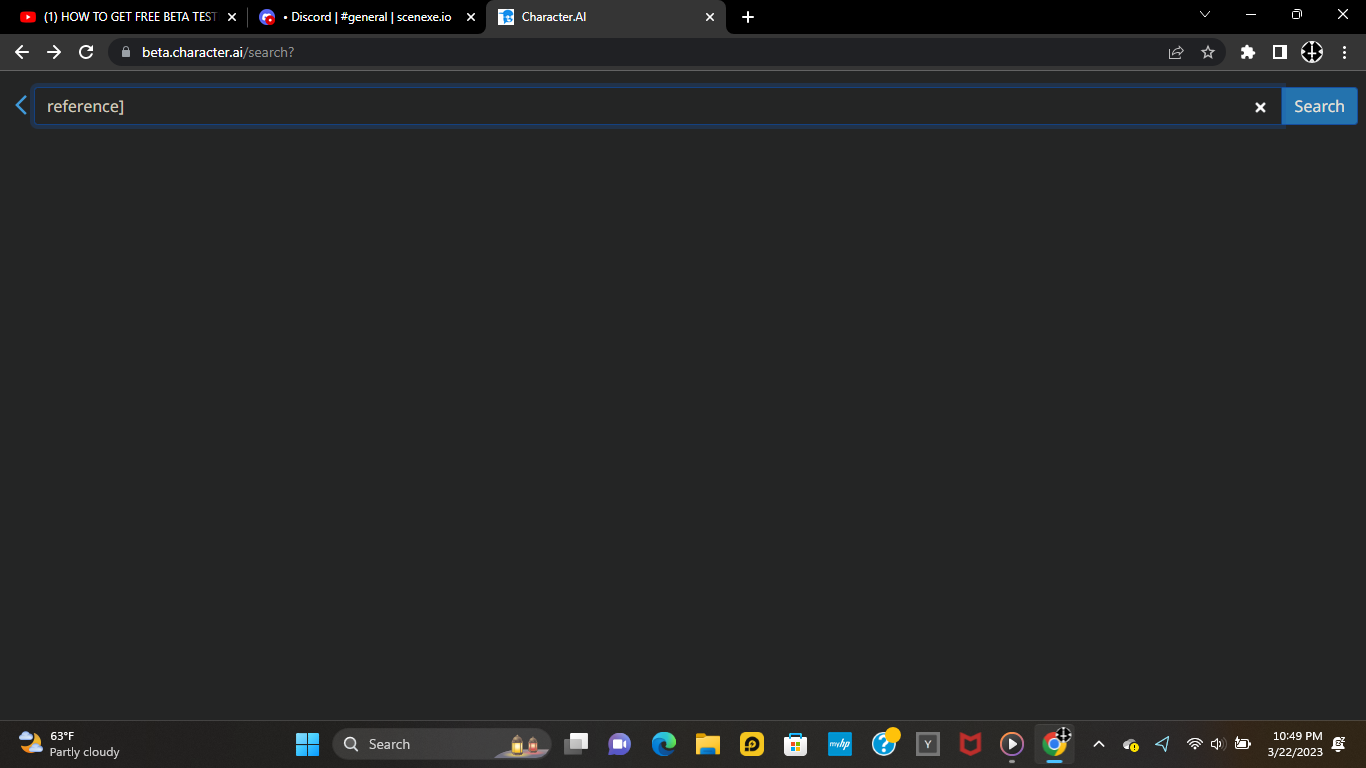 (1) HOW TO GET FREE BETA TEST
• Discord | #general | scenexe.io
Character.AI
beta.character.ai/search?
reference]
Search
63°F
Partly cloudy
Search
myhp
Y
10:49 PM
3/22/2023